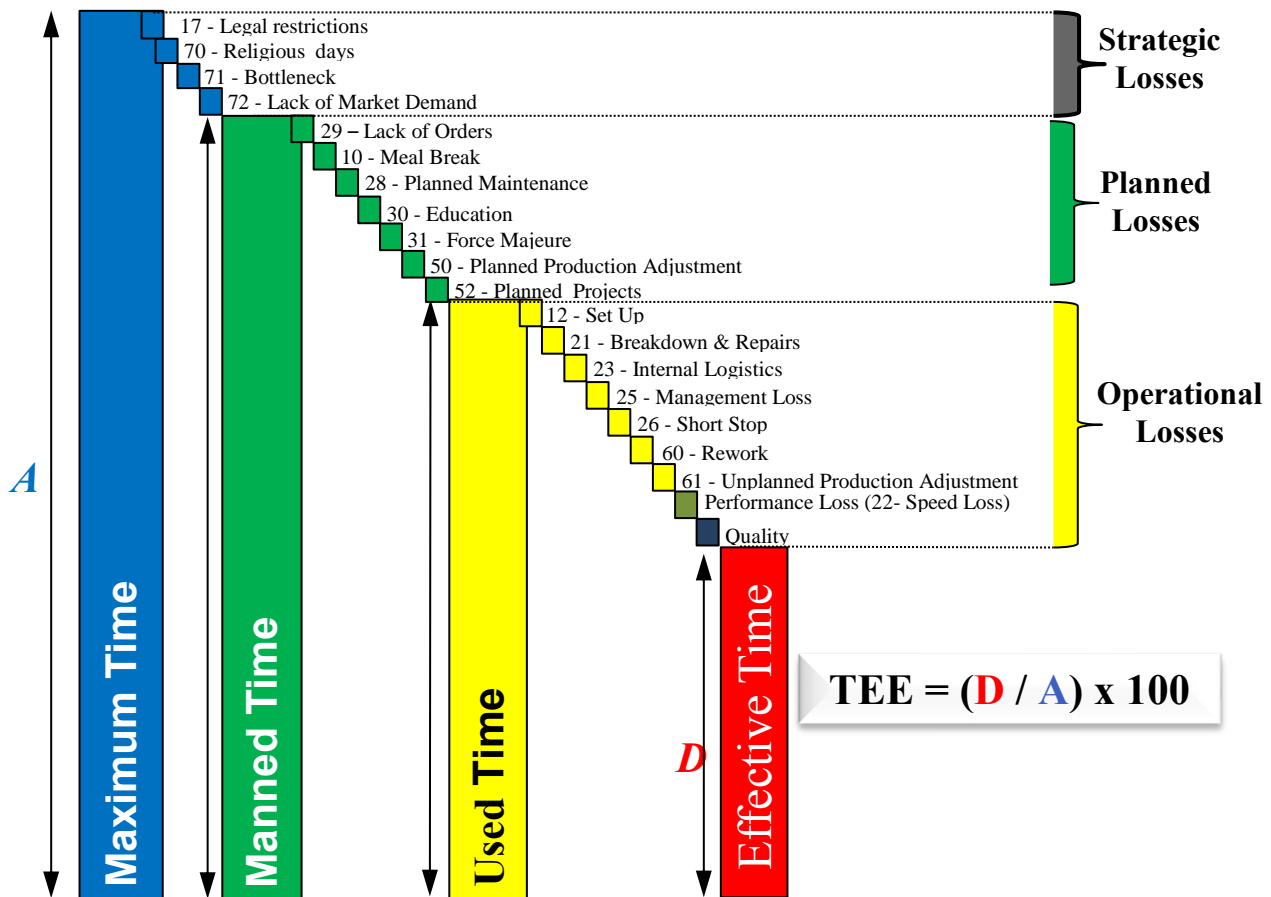 17 - Legal restrictions
70 - Religious days
71 - Bottleneck
72 - Lack of Market Demand
Strategic
Losses
29 – Lack of Orders
10 - Meal Break
28 - Planned Maintenance
30 - Education
31 - Force Majeure
50 - Planned Production Adjustment
52 - Planned Projects
Planned
Losses
12 - Set Up
21 - Breakdown & Repairs
23 - Internal Logistics
25 - Management Loss
26 - Short Stop
60 - Rework
61 - Unplanned Production Adjustment
Performance Loss (22- Speed Loss)
Quality
Operational
Losses
A
Maximum Time
Manned Time
Used Time
D
Effective Time
TEE = (D / A) x 100